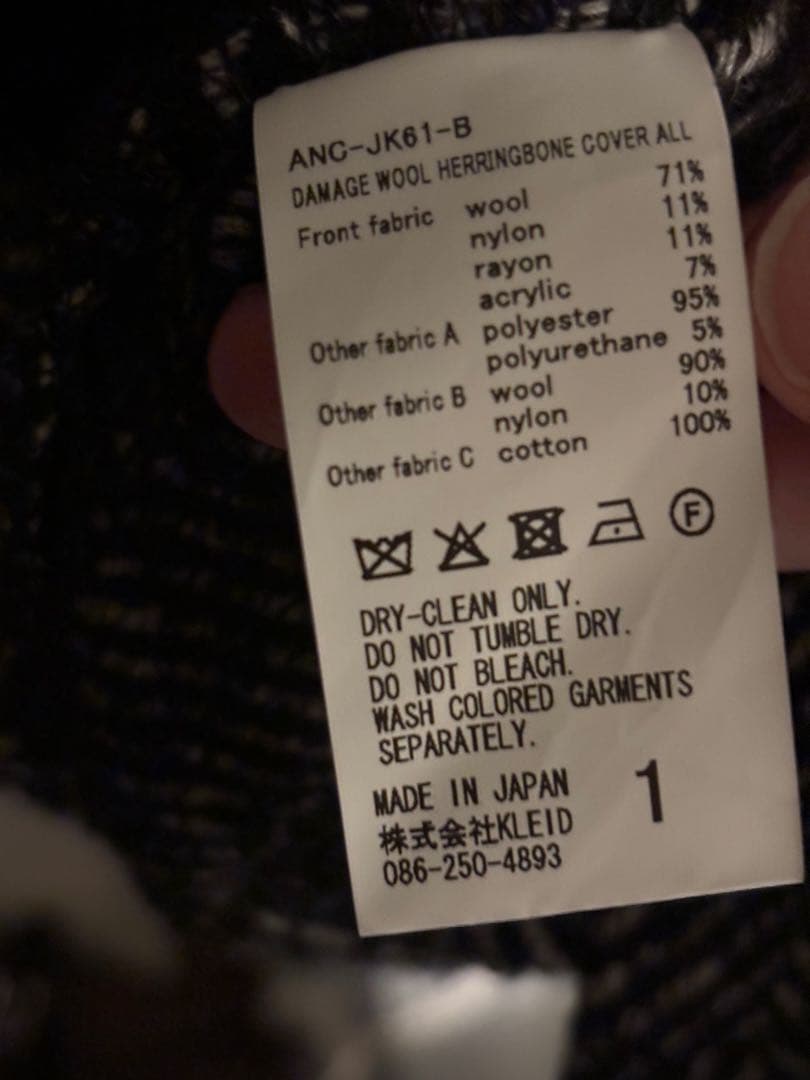 ANC-JK61-B
DAMAGE WOOL HERRINGBONE COVER ALL
Front fabric wool 71%
nylon 11%
rayon 11%
acrylic 7%
Other fabric A polyester 95%
polyurethane 5%
Other fabric B wool 90%
nylon 10%
Other fabric C cotton 100%
F
DRY-CLEAN ONLY.
DO NOT TUMBLE DRY.
DO NOT BLEACH.
WASH COLORED GARMENTS
SEPARATELY.
MADE IN JAPAN
株式会社KLEID
086-250-4893
1